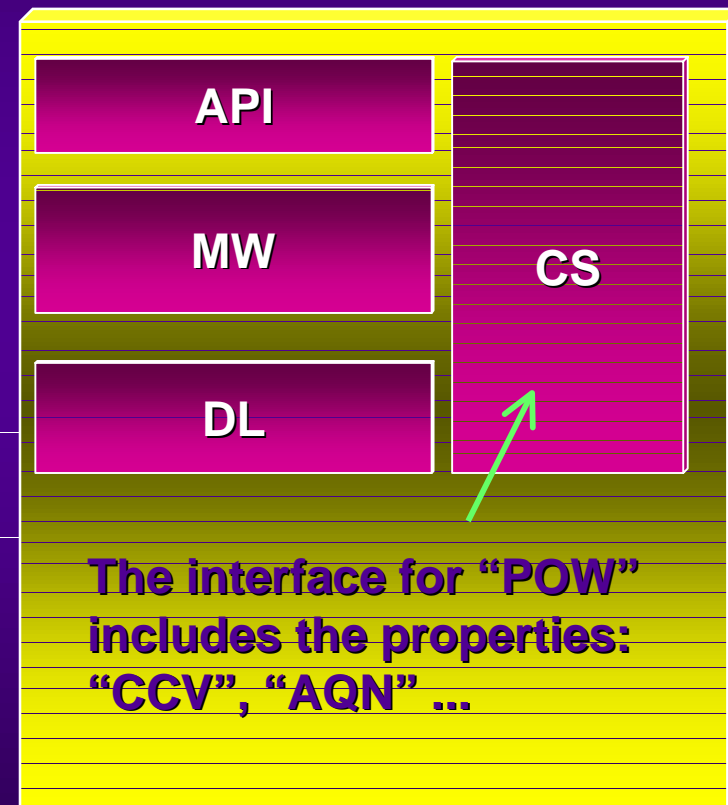 API
MW
CS
DL
The interface for “POW”
includes the properties:
“CCV”, “AQN” ...